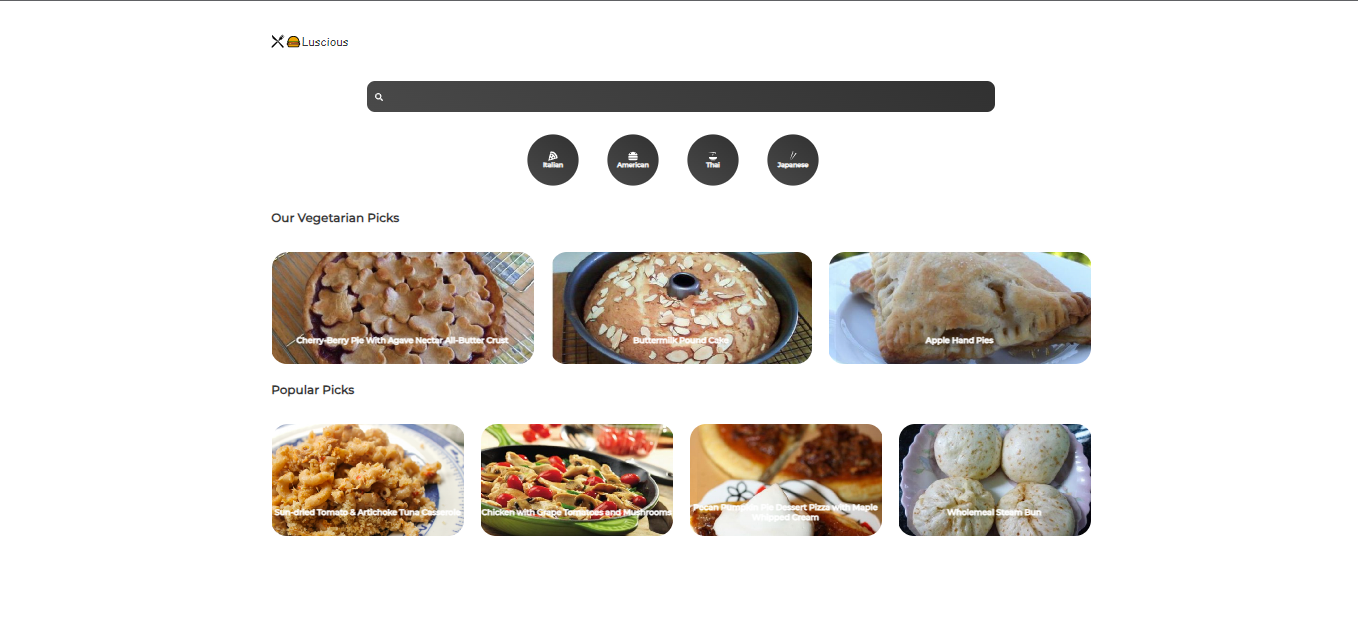 Luscious
Italian
American
Thai
Japanese
Our Vegetarian Picks
Cherry-Berry Pie With Agave Nectar All-Butter Crust
Buttermilk Pound Cake
Apple Hand Pies
Popular Picks
Sun-dried Tomato & Artichoke Tuna Casserole
Chicken with Grape Tomatoes and Mushrooms
Pecan Pumpkin Pie Dessert Pizza with Maple
Whipped Cream
Wholemeal Steam Bun